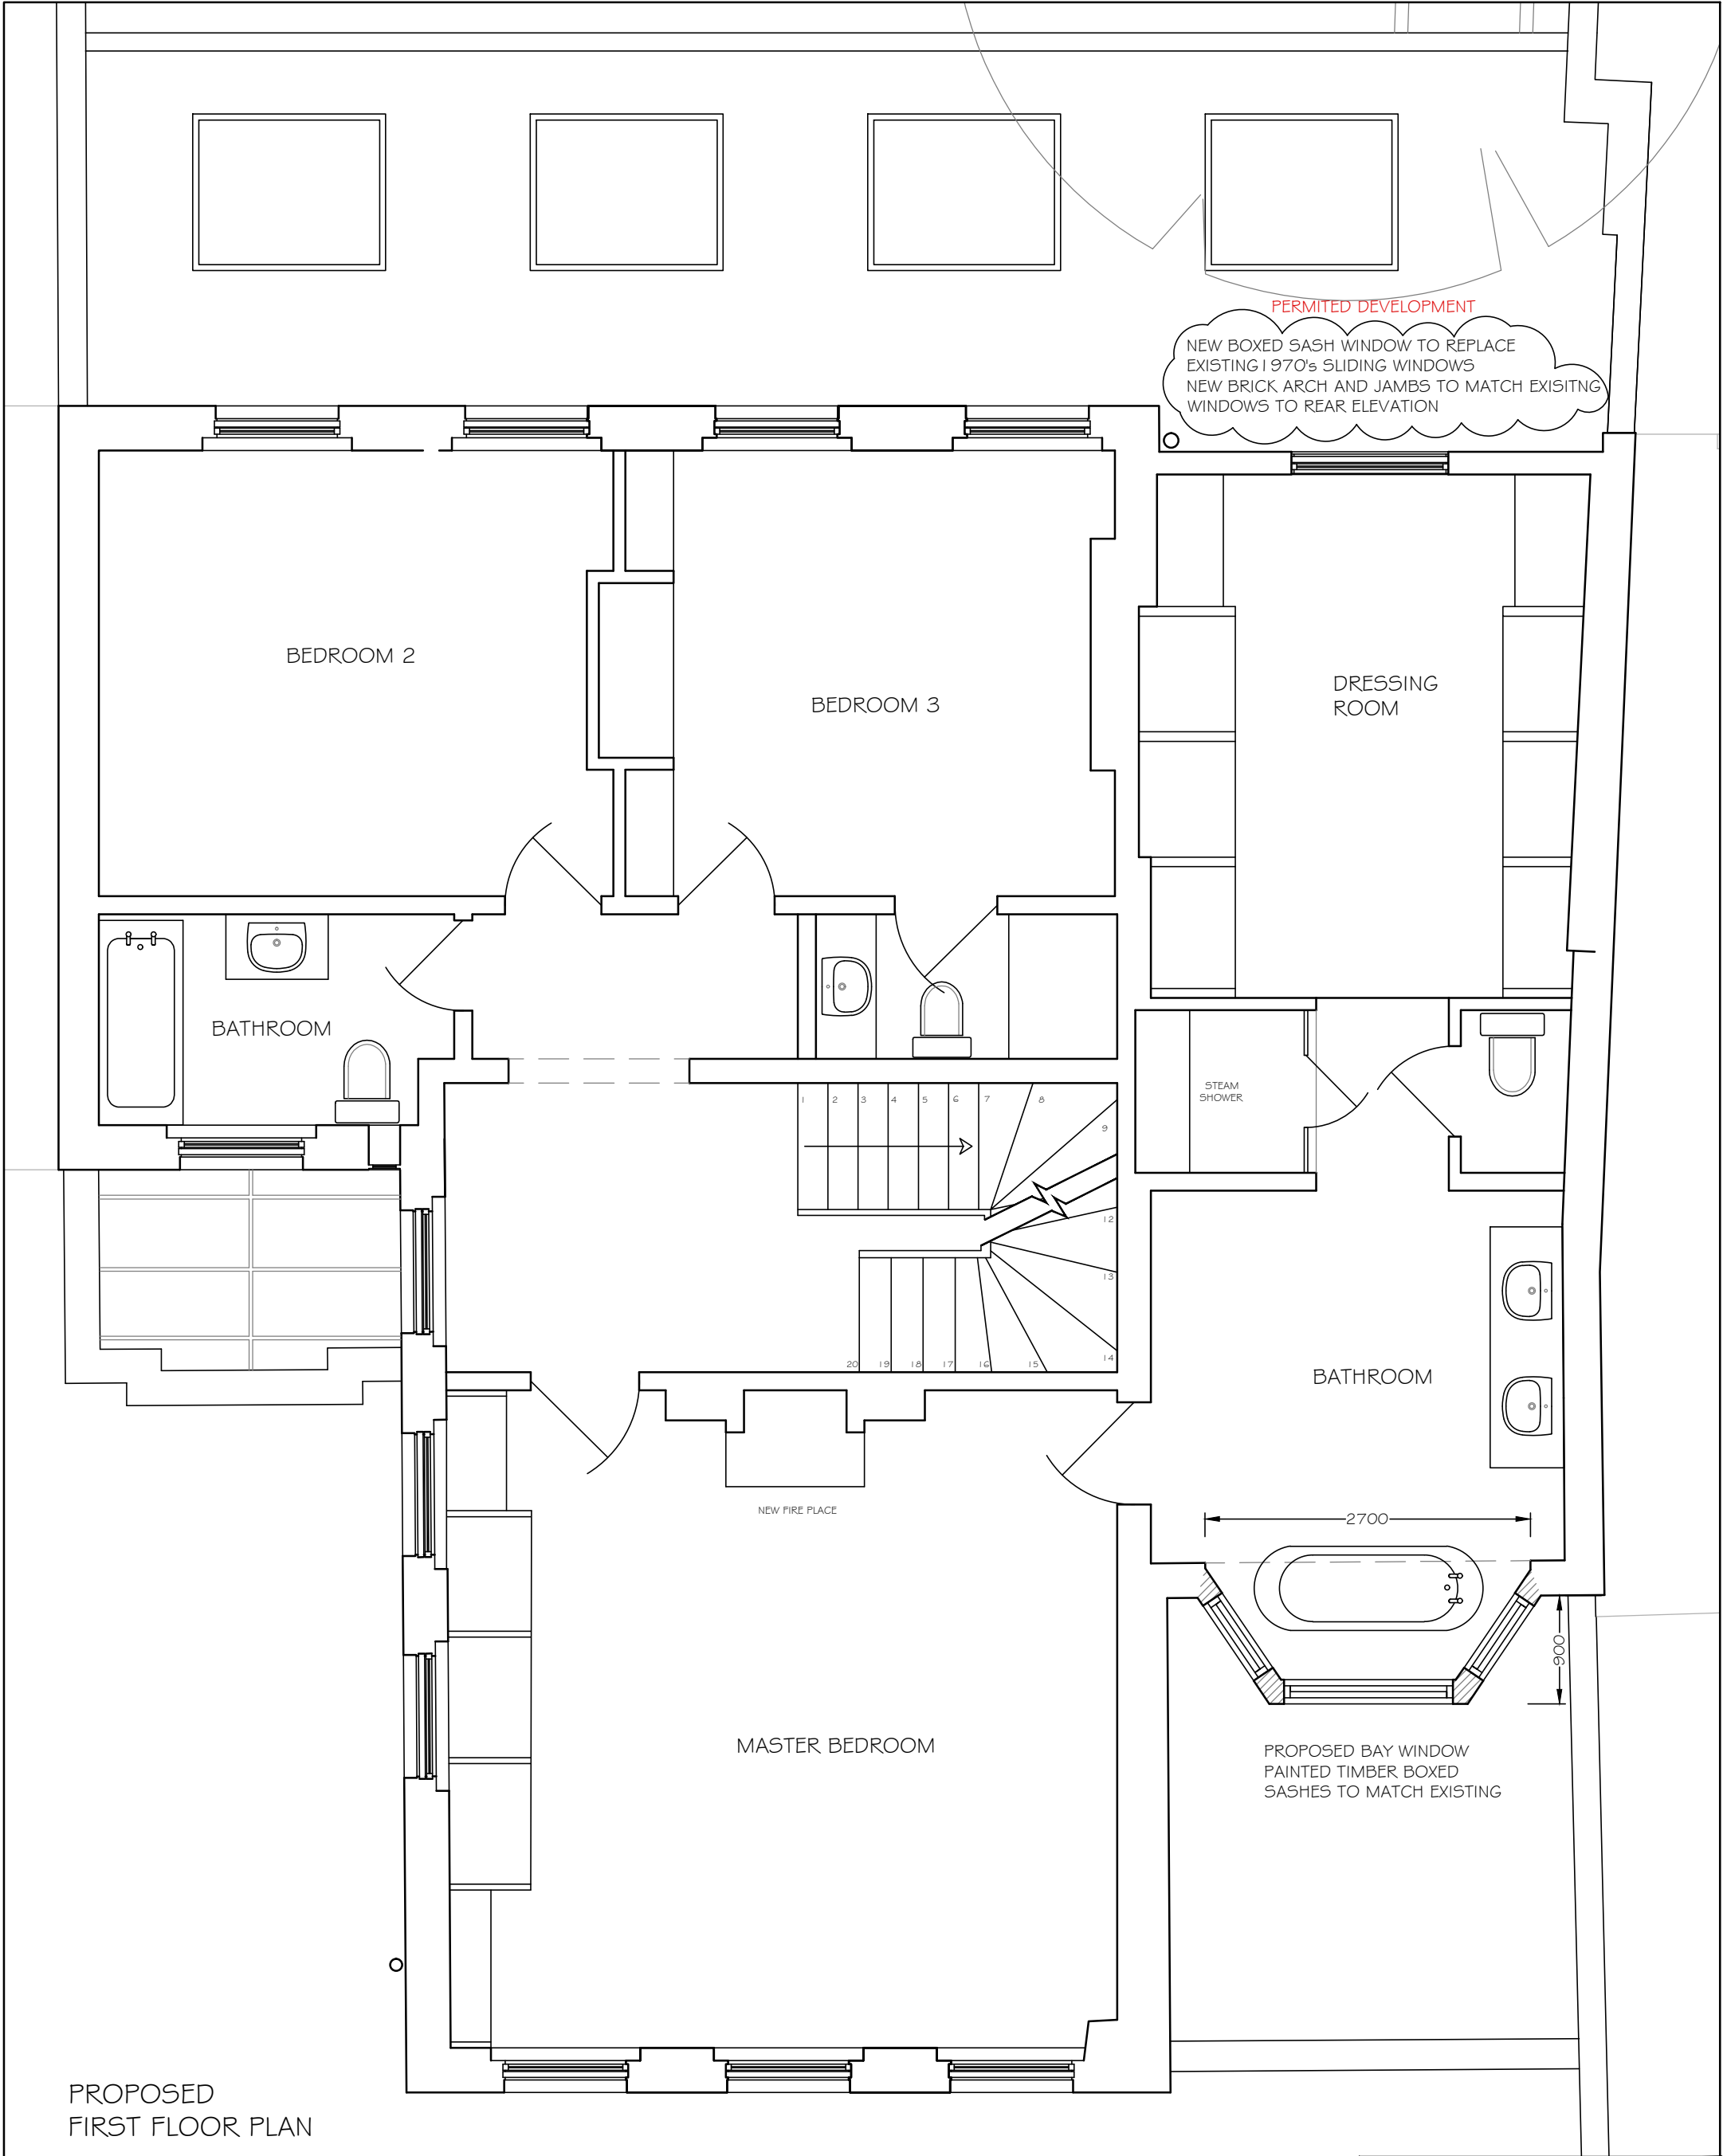 PERMITED DEVELOPMENT
NEW BOXED SASH WINDOW TO REPLACE
EXISTING 1970's SLIDING WINDOWS
NEW BRICK ARCH AND JAMBS TO MATCH EXISITNG
WINDOWS TO REAR ELEVATION
BEDROOM 2
BEDROOM 3
DRESSING
ROOM
BATHROOM
STEAM
SHOWER
1 2 3 4 5 6 7 8
9
12
13
14
20 19 18 17 16 15
BATHROOM
NEW FIRE PLACE
2700
900
MASTER BEDROOM
PROPOSED BAY WINDOW
PAINTED TIMBER BOXED
SASHES TO MATCH EXISTING
PROPOSED
FIRST FLOOR PLAN